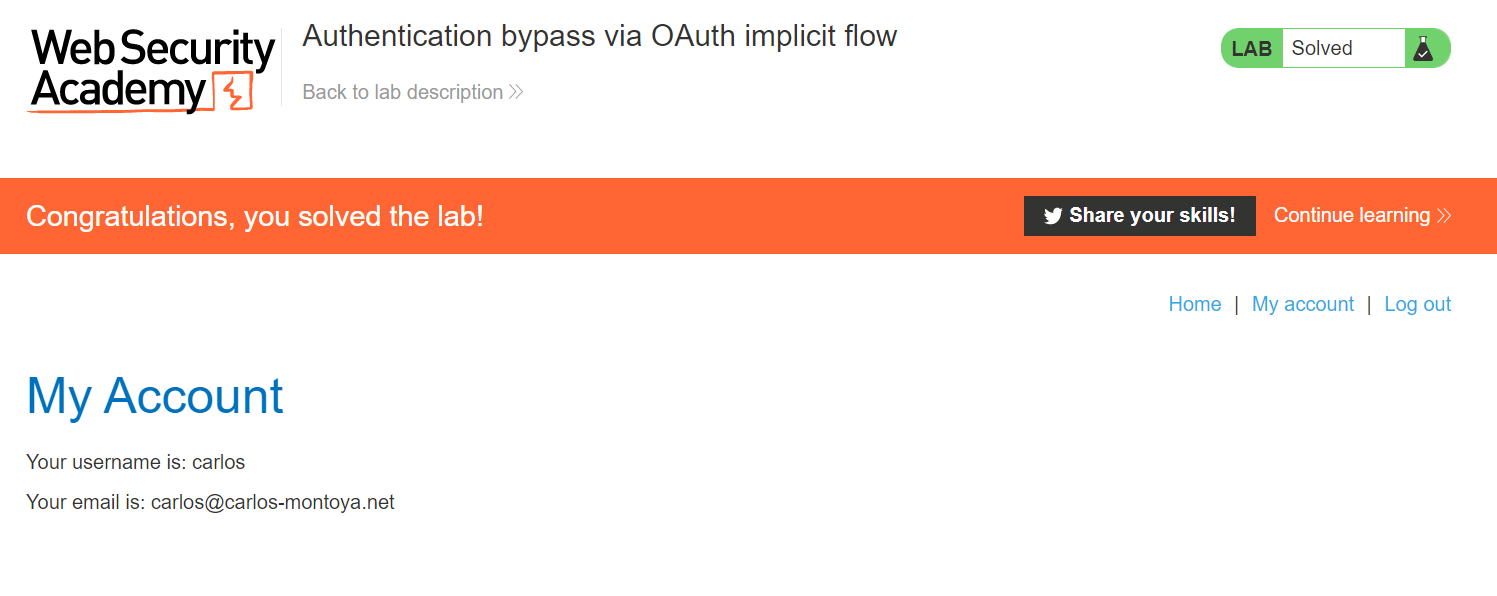 Web Security
Academy
Authentication bypass via OAuth implicit flow
Back to lab description
LAB Solved
Congratulations, you solved the lab!
Share your skills!
Continue learning
Home | My account | Log out
My Account
Your username is: carlos
Your email is: carlos@carlos-montoya.net